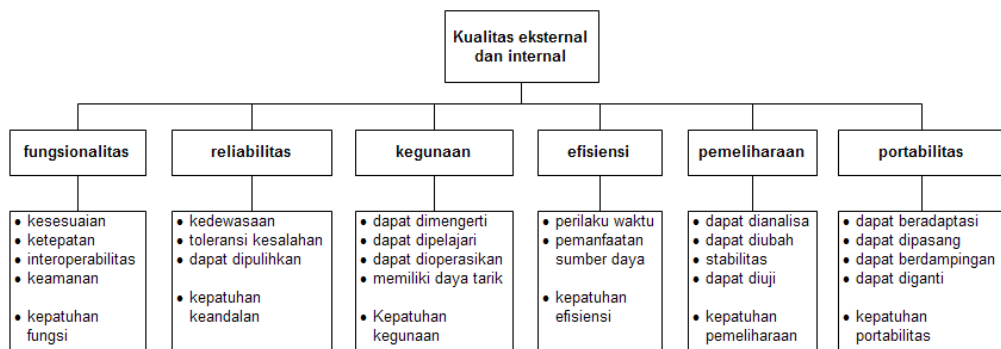 Kualitas eksternal
dan internal
fungsionalitas
reliabilitas
kegunaan
efisiensi
pemeliharaan
portabilitas
• kesesuaian
• ketepatan
• interoperabilitas
• keamanan
• kepatuhan
fungsi
• kedewasaan
• toleransi kesalahan
• dapat dipulihkan
• kepatuhan
keandalan
• dapat dimengerti
• dapat dipelajari
• dapat dioperasikan
• memiliki daya tarik
• Kepatuhan
kegunaan
• perilaku waktu
• pemanfaatan
sumber daya
• kepatuhan
efisiensi
• dapat dianalisa
• dapat diubah
• stabilitas
• dapat diuji
• kepatuhan
pemeliharaan
• dapat beradaptasi
• dapat dipasang
• dapat berdampingan
• dapat diganti
• kepatuhan
portabilitas